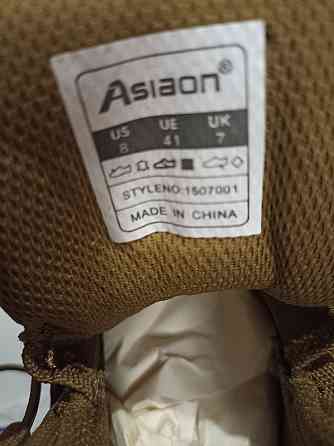 Asiaon®
US UE UK
8 41 7
STYLENO:1507001
MADE IN CHINA